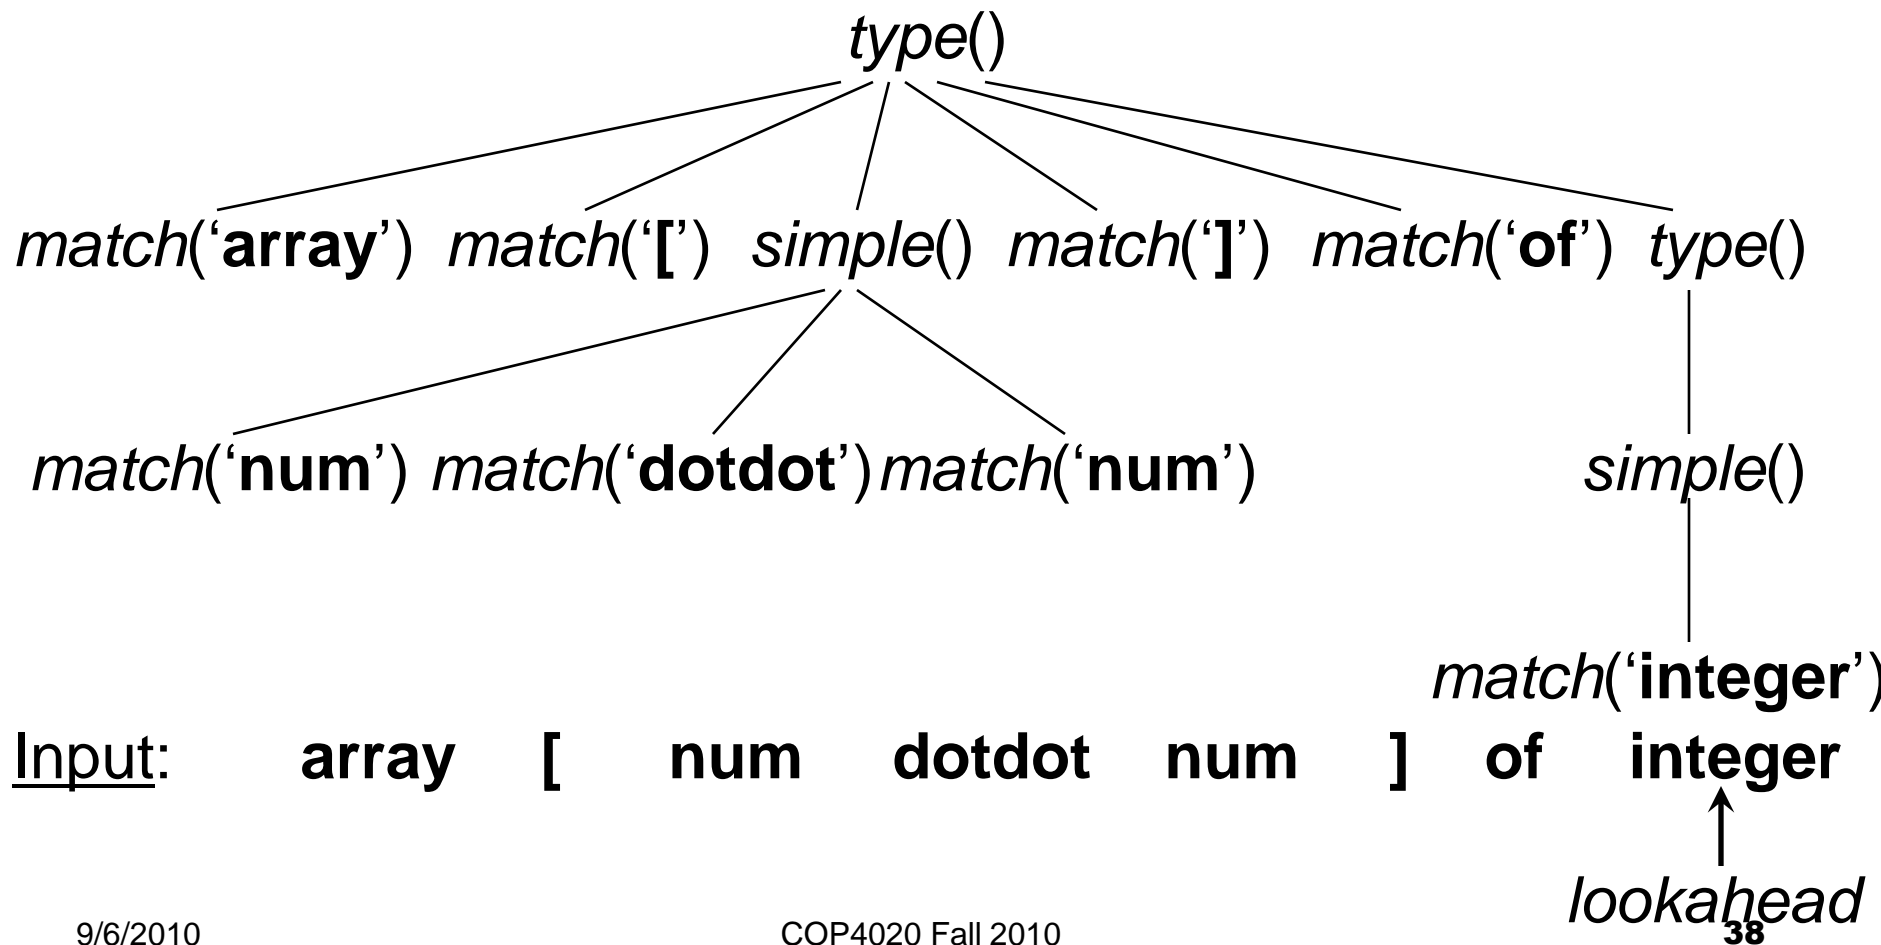 type()
match(‘array’) match(‘[’) simple() match(‘]’) match(‘of’) type()
match(‘num’) match(‘dotdot’) match(‘num’) simple()
match(‘integer’)
Input: array [ num dotdot num ] of integer
lookahead
9/6/2010 COP4020 Fall 2010 38